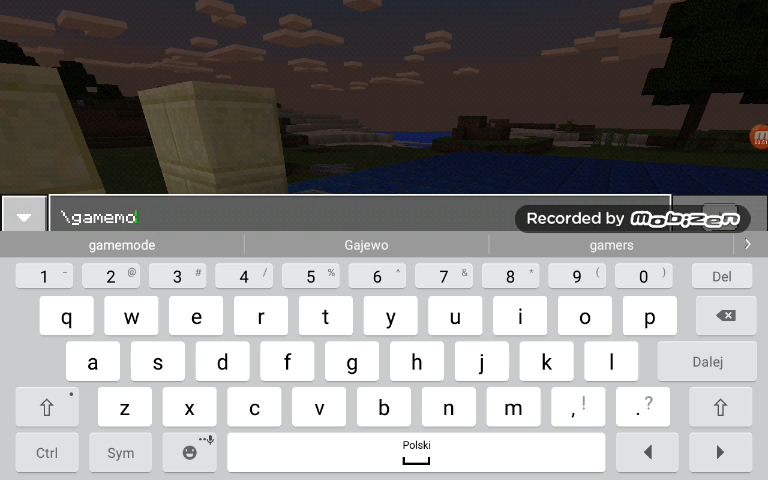 \gamemo
Recorded by MobiZen
gamemode Gajewo gamers
1 - 2 @ 3 # 4 / 5 % 6 ^ 7 & 8 * 9 ( 0 ) Del
q w e r t y u i o p
a s d f g h j k l Dalej
z x c v b n m , ! . ?
Ctrl Sym Polski